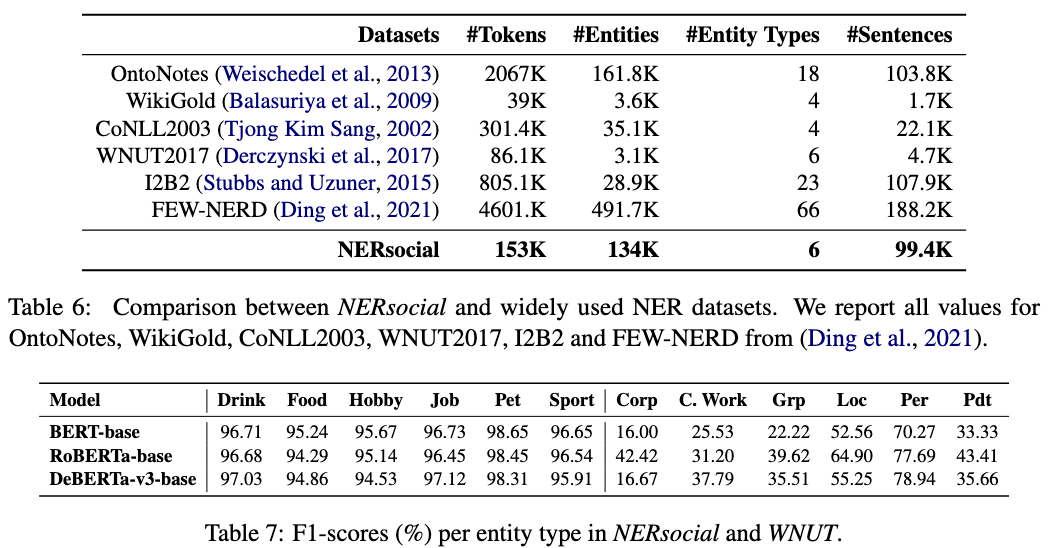 Datasets #Tokens #Entities #Entity Types #Sentences
OntoNotes (Weischedel et al., 2013) 2067K 161.8K 18 103.8K
WikiGold (Balasuriya et al., 2009) 39K 3.6K 4 1.7K
CoNLL2003 (Tjong Kim Sang, 2002) 301.4K 35.1K 4 22.1K
WNUT2017 (Derczynski et al., 2017) 86.1K 3.1K 6 4.7K
I2B2 (Stubbs and Uzuner, 2015) 805.1K 28.9K 23 107.9K
FEW-NERD (Ding et al., 2021) 4601.K 491.7K 66 188.2K
NERsocial 153K 134K 6 99.4K
Table 6: Comparison between NERsocial and widely used NER datasets. We report all values for
OntoNotes, WikiGold, CoNLL2003, WNUT2017, I2B2 and FEW-NERD from (Ding et al., 2021).
Model Drink Food Hobby Job Pet Sport Corp C. Work Grp Loc Per Pdt
BERT-base 96.71 95.24 95.67 96.73 98.65 96.65 16.00 25.53 22.22 52.56 70.27 33.33
RoBERTa-base 96.68 94.29 95.14 96.45 98.45 96.54 42.42 31.20 39.62 64.90 77.69 43.41
DeBERTa-v3-base 97.03 94.86 94.53 97.12 98.31 95.91 16.67 37.79 35.51 55.25 78.94 35.66
Table 7: F1-scores (%) per entity type in NERsocial and WNUT.